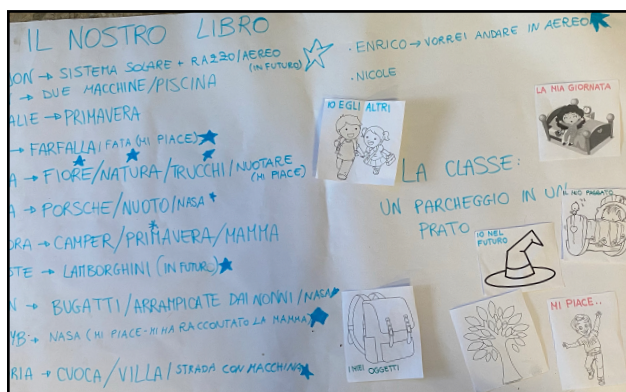 IL NOSTRO LIBRO
ON → SISTEMA SOLARE + RAZZO/AEREO
(IN FUTURO)
→ DUE MACCHINE/PISCINA
ALIE → PRIMAVERA
→ FARFALLA/FATA (MI PIACE)
A → FIORE/NATURA/TRUCCHI/NUOTARE
(MI PIACE)
A → PORSCHE/NUOTO/NASA
ORA → CAMPER/PRIMAVERA/MAMMA
STE → LAMBORGHINI (IN FUTURO)
N → BUGATTI/ARRAMPICATE DAI NONNI/NASA
YB → NASA (MI PIACE-MI HA RACCONTATO LA MAMMA)
RIA → CUOCA/VILLA/STRADA CON MACCHINA
. ENRICO → VORREI ANDARE IN AEREO
. NICOLE
IO E GLI ALTRI
LA MIA GIORNATA
LA CLASSE:
UN PARCHEGGIO IN UN
PRATO
IL MIO PASSATO
IO NEL
FUTURO
I MIEI OGGETTI
MI PIACE..